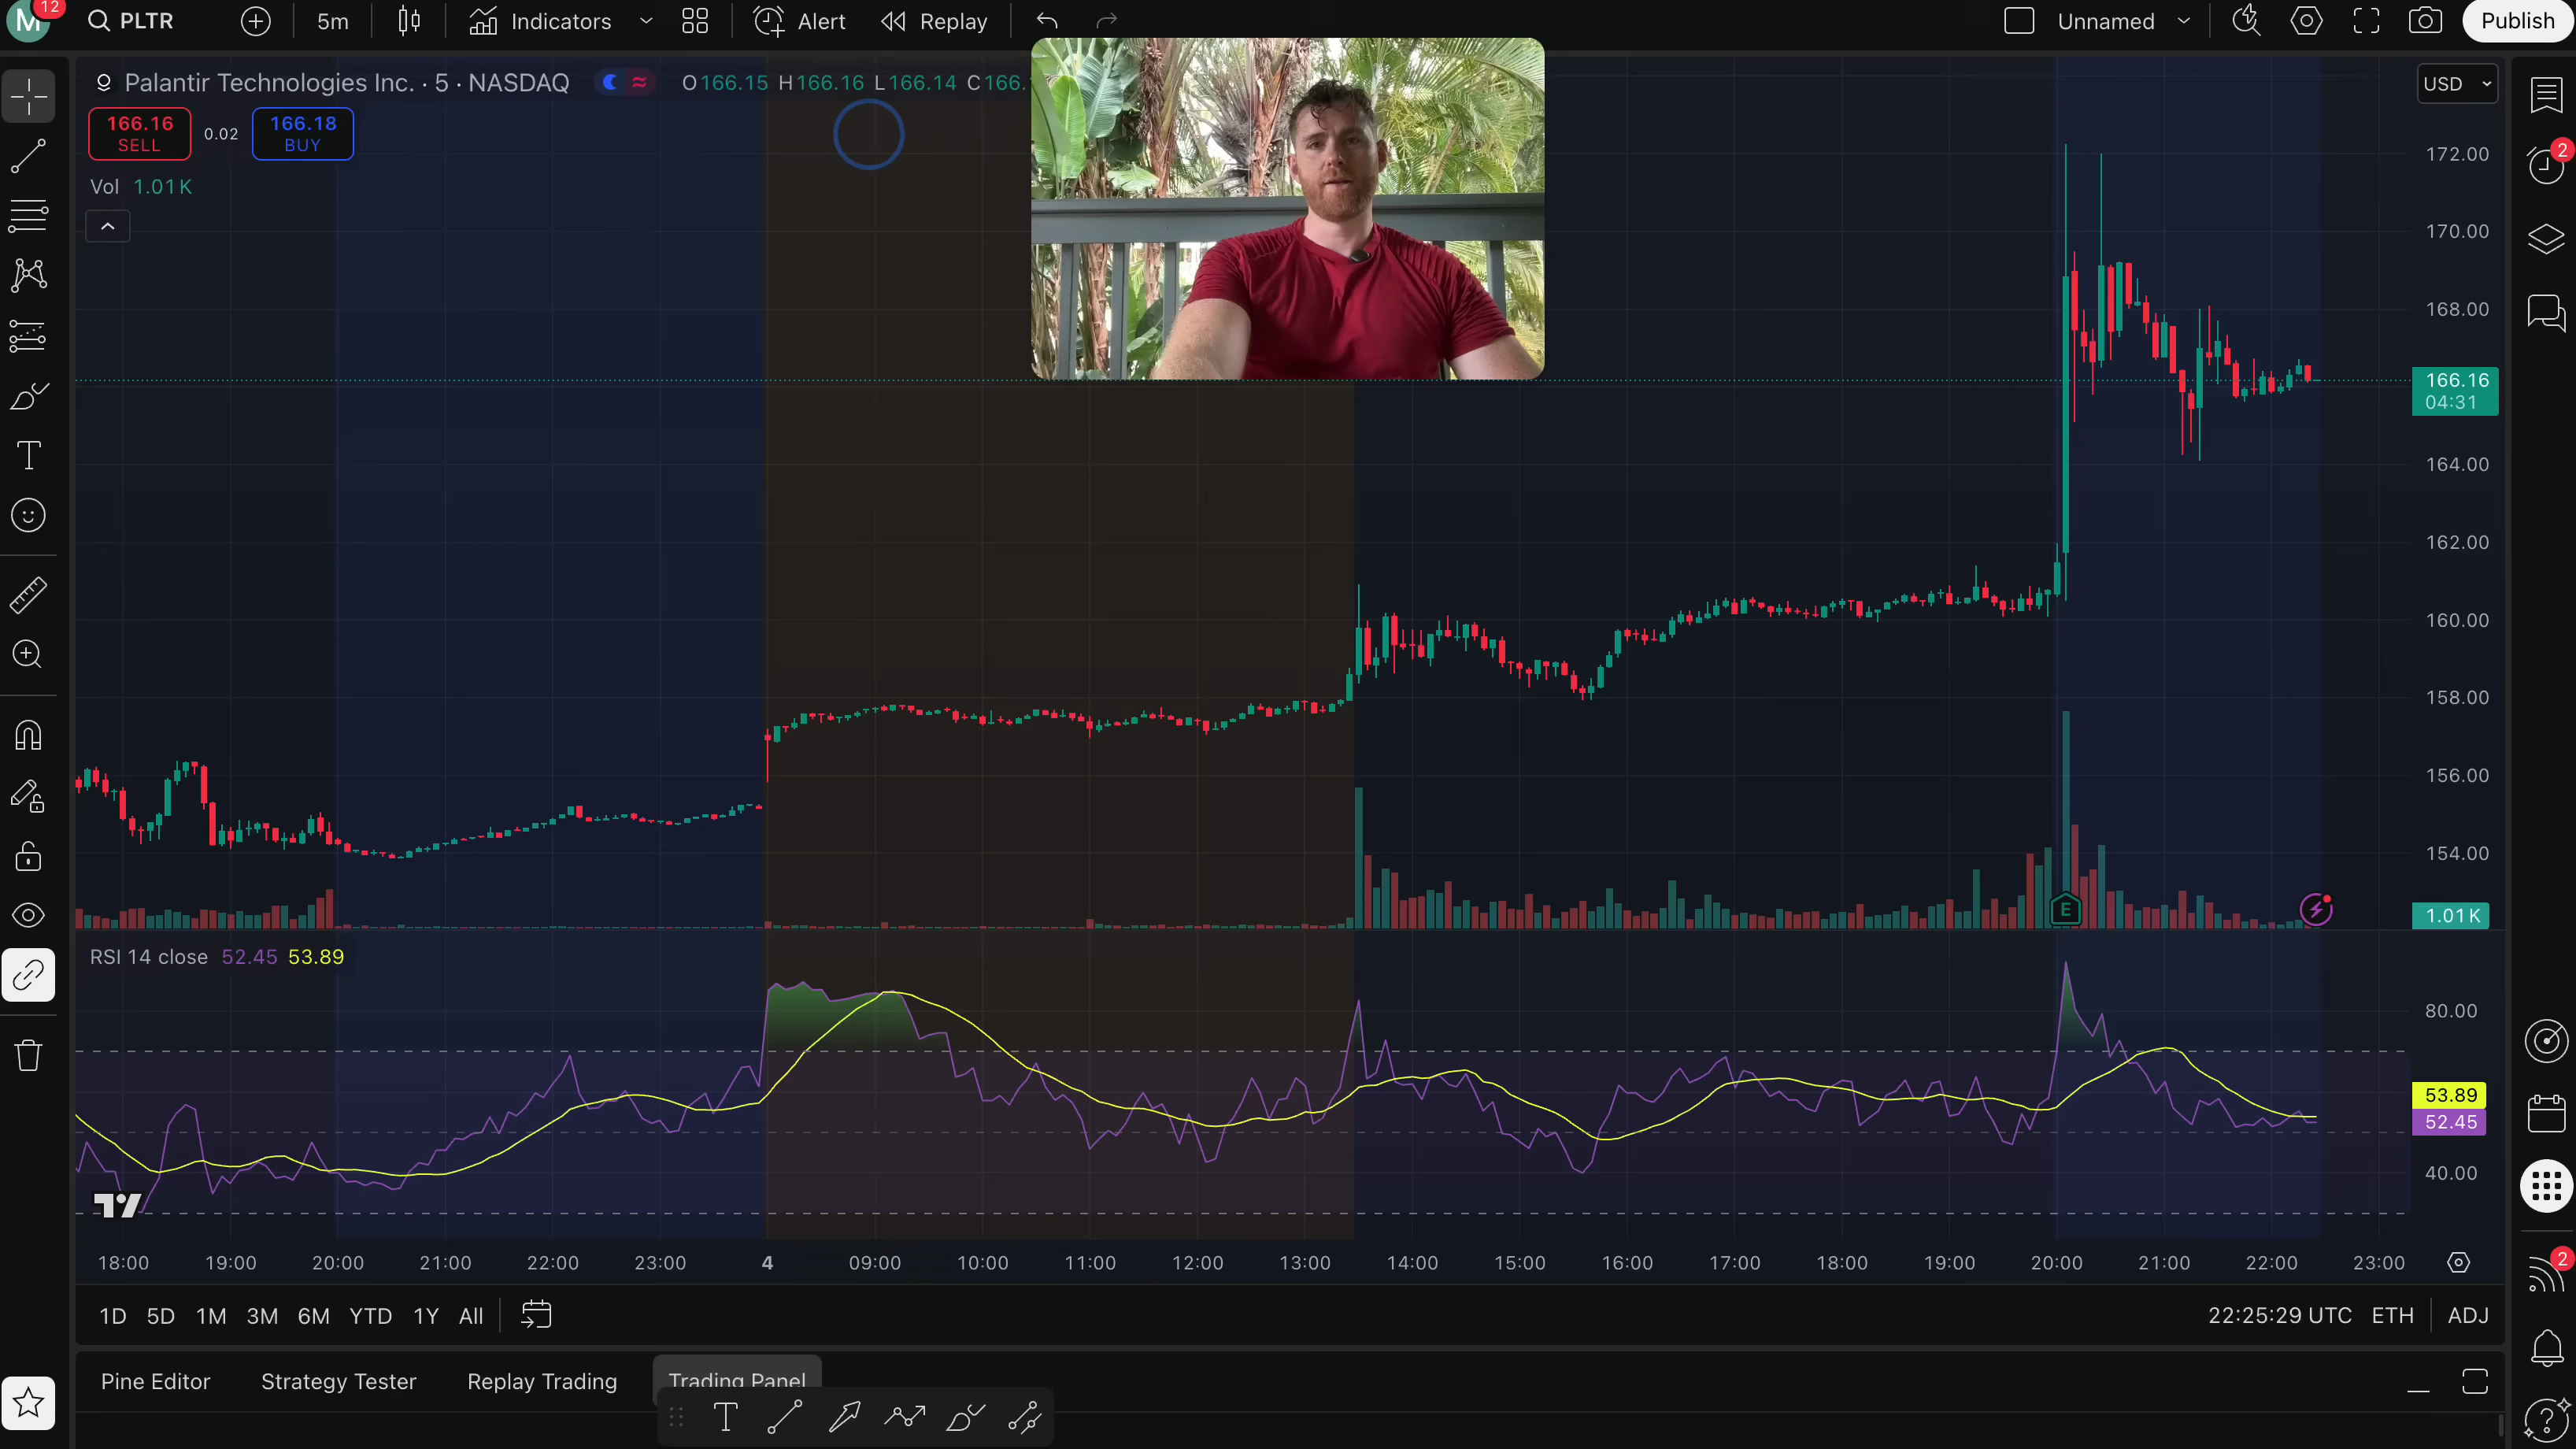 M 12 PLTR 5m Indicators Alert Replay Unnamed Publish
Palantir Technologies Inc. · 5 · NASDAQ O166.15 H166.16 L166.14 C166.
USD
166.16 SELL 0.02 166.18 BUY
Vol 1.01K
2
172.00
170.00
168.00
166.16
04:31
164.00
162.00
160.00
158.00
156.00
154.00
E
1.01K
RSI 14 close 52.45 53.89
80.00
53.89
52.45
40.00
18:00 19:00 20:00 21:00 22:00 23:00 4 09:00 10:00 11:00 12:00 13:00 14:00 15:00 16:00 17:00 18:00 19:00 20:00 21:00 22:00 23:00
2
1D 5D 1M 3M 6M YTD 1Y All 22:25:29 UTC ETH ADJ
Pine Editor Strategy Tester Replay Trading Trading Panel